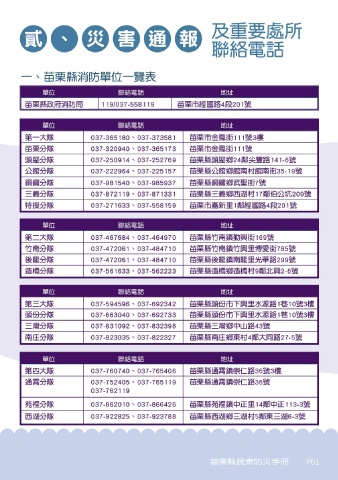 貳、災害通報 及重要處所
聯絡電話
一、苗栗縣消防單位一覽表
單位 聯絡電話 地址
苗栗縣政府消防局 119/037-558119 苗栗市經國路4段201號
單位 聯絡電話 地址
第一大隊 037-365180、037-373581 苗栗市金鳳街111號3樓
苗栗分隊 037-320940、037-365173 苗栗市金鳳街111號
頭屋分隊 037-250914、037-252769 苗栗縣頭屋鄉24鄰尖豐路141-6號
公館分隊 037-222964、037-225157 苗栗縣公館鄉館南村館南街35-19號
銅鑼分隊 037-981540、037-985937 苗栗縣銅鑼鄉武聖街7號
三義分隊 037-872119、037-871331 苗栗縣三義鄉西湖村17鄰伯公坑209號
特搜分隊 037-271633、037-558159 苗栗市嘉新里1鄰經國路4段201號
單位 聯絡電話 地址
第二大隊 037-467684、037-464970 苗栗縣竹南鎮勤興街169號
竹南分隊 037-472061、037-484710 苗栗縣竹南鎮竹興里博愛街785號
後龍分隊 037-472061、037-484710 苗栗縣後龍鎮南龍里光華路299號
造橋分隊 037-561633、037-562223 苗栗縣造橋鄉造橋村9鄰北興2-6號
單位 聯絡電話 地址
第三大隊 037-594596、037-692342 苗栗縣頭份市下興里水源路1巷10號3樓
頭份分隊 037-663040、037-692733 苗栗縣頭份市下興里水源路1巷10號3樓
三灣分隊 037-831092、037-832398 苗栗縣三灣鄉中山路43號
南庄分隊 037-823035、037-822327 苗栗縣南庄鄉東村4鄰大同路27-5號
單位 聯絡電話 地址
第四大隊 037-760740、037-765406 苗栗縣通霄鎮崇仁路36號3樓
通霄分隊 037-752405、037-765119 苗栗縣通霄鎮崇仁路36號
037-762119
苑裡分隊 037-862010、037-866426 苗栗縣苑裡鎮中正里14鄰中正113-3號
西湖分隊 037-922825、037-923788 苗栗縣西湖鄉三湖村5鄰東三湖6-3號
苗栗縣民眾防災手冊 P61